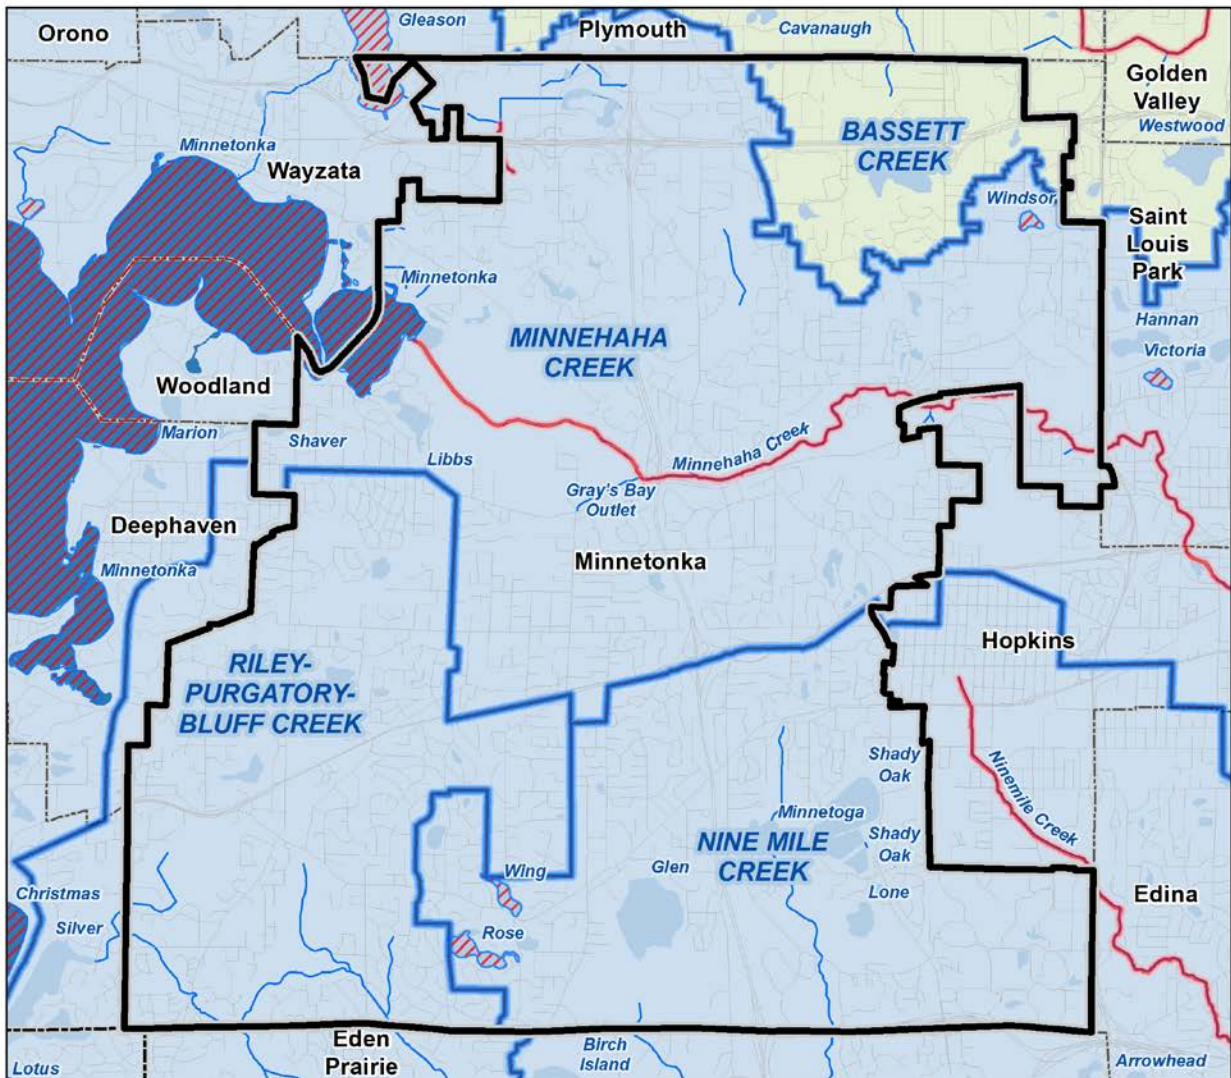 Gleason
Orono
Plymouth
Cavanaugh
Golden
Valley
Westwood
BASSETT
CREEK
Minnetonka
Wayzata
Windsor
Saint
Louis
Park
Minnetonka
Hannan
MINNEHAHA
CREEK
Victoria
Woodland
Marion
Shaver
Libbs
Minnehaha Creek
Gray's Bay
Outlet
Deephaven
Minnetonka
Minnetonka
Hopkins
RILEY-
PURGATORY-
BLUFF CREEK
Shady
Oak
Ninemile Creek
Minnetoga
Shady
Oak
NINE MILE
CREEK
Wing
Glen
Lone
Christmas
Edina
Silver
Rose
Eden
Prairie
Birch
Island
Lotus
Arrowhead